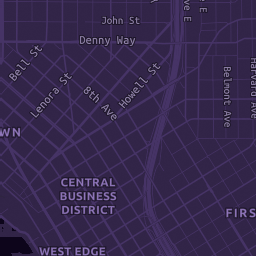 John St
Ave E
E
Denny Way
Bell St
Lenora St
8th Ave
Howell St
Belmont Ave
Harvard Ave
WN
CENTRAL
BUSINESS
DISTRICT
FIRS
WEST EDGE